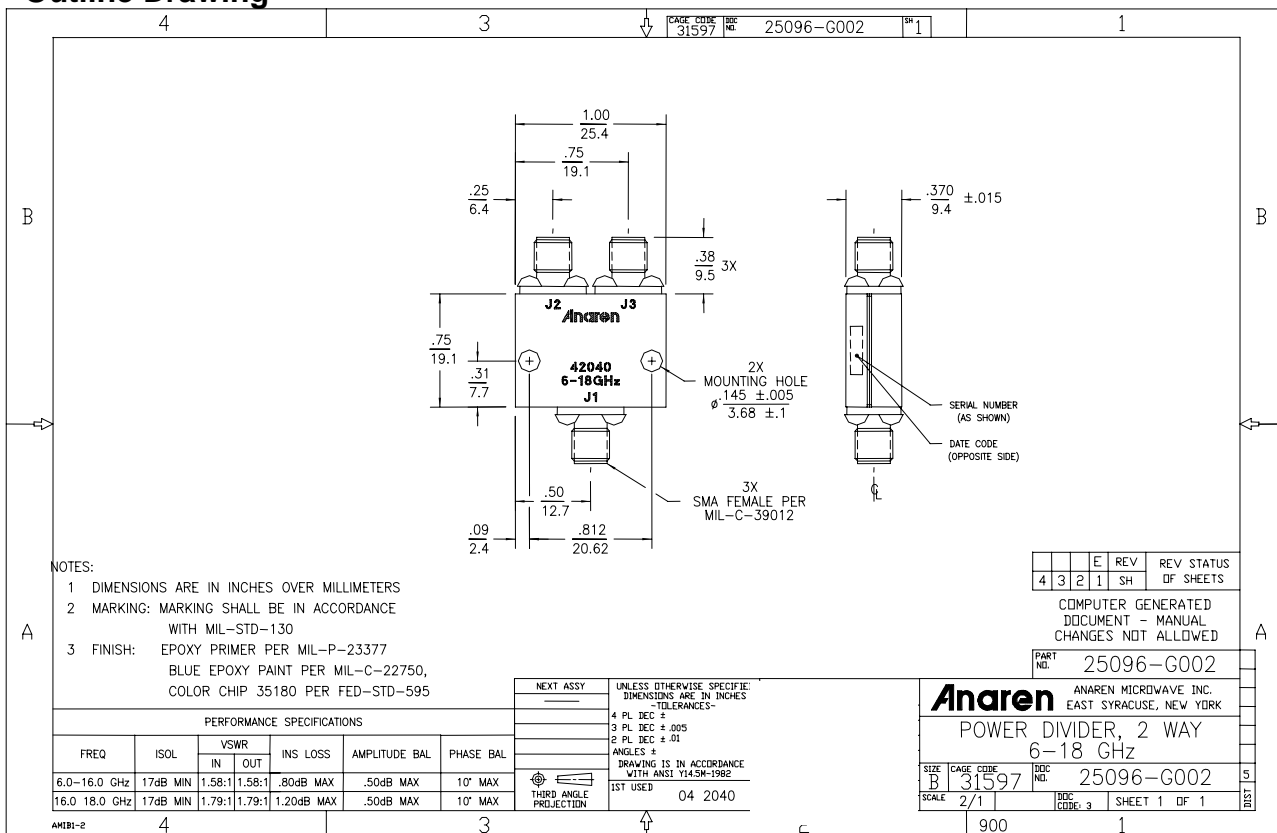 Outline Drawing
4
3
CAGE CODE 31597
DOC NO. 25096-G002
SH 1
1
1.00
25.4
.75
19.1
.25
6.4
.370
9.4 ±.015
B
B
.38
9.5 3X
J2 J3
Anaren
.75
19.1
.31
7.7
42040
6-18GHz
J1
2X
MOUNTING HOLE
ø .145 ±.005
3.68 ±.1
SERIAL NUMBER
(AS SHOWN)
DATE CODE
(OPPOSITE SIDE)
.50
12.7
3X
SMA FEMALE PER
MIL-C-39012
.09
2.4
.812
20.62
CL
NOTES:
1 DIMENSIONS ARE IN INCHES OVER MILLIMETERS
2 MARKING: MARKING SHALL BE IN ACCORDANCE
WITH MIL-STD-130
3 FINISH: EPOXY PRIMER PER MIL-P-23377
BLUE EPOXY PAINT PER MIL-C-22750,
COLOR CHIP 35180 PER FED-STD-595
A
A
E REV REV STATUS
4 3 2 1 SH OF SHEETS
COMPUTER GENERATED
DOCUMENT - MANUAL
CHANGES NOT ALLOWED
PART NO. 25096-G002
PERFORMANCE SPECIFICATIONS
FREQ ISOL VSWR INS LOSS AMPLITUDE BAL PHASE BAL
IN OUT
6.0-16.0 GHz 17dB MIN 1.58:1 1.58:1 .80dB MAX .50dB MAX 10° MAX
16.0 18.0 GHz 17dB MIN 1.79:1 1.79:1 1.20dB MAX .50dB MAX 10° MAX
NEXT ASSY
THIRD ANGLE
PROJECTION
UNLESS OTHERWISE SPECIFIE
DIMENSIONS ARE IN INCHES
-TOLERANCES-
4 PL DEC ±
3 PL DEC ± .005
2 PL DEC ± .01
ANGLES ±
DRAWING IS IN ACCORDANCE
WITH ANSI Y14.5M-1982
1ST USED
04 2040
Anaren ANAREN MICROWAVE INC.
EAST SYRACUSE, NEW YORK
POWER DIVIDER, 2 WAY
6-18 GHz
SIZE B
CAGE CODE 31597
DOC NO. 25096-G002
SCALE 2/1
DOC CODE: 3
SHEET 1 OF 1
5
DIST
AMIB1-2
4
3
900
1